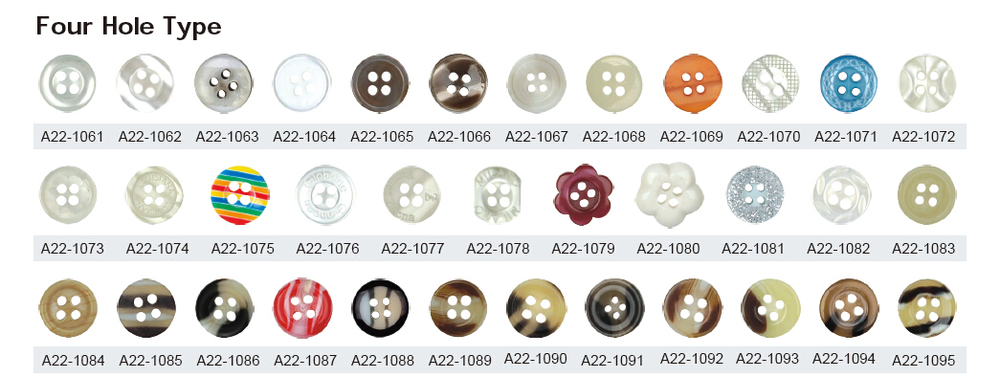 Four Hole Type
A22-1061 A22-1062 A22-1063 A22-1064 A22-1065 A22-1066 A22-1067 A22-1068 A22-1069 A22-1070 A22-1071 A22-1072
A22-1073 A22-1074 A22-1075 A22-1076 A22-1077 A22-1078 A22-1079 A22-1080 A22-1081 A22-1082 A22-1083
A22-1084 A22-1085 A22-1086 A22-1087 A22-1088 A22-1089 A22-1090 A22-1091 A22-1092 A22-1093 A22-1094 A22-1095